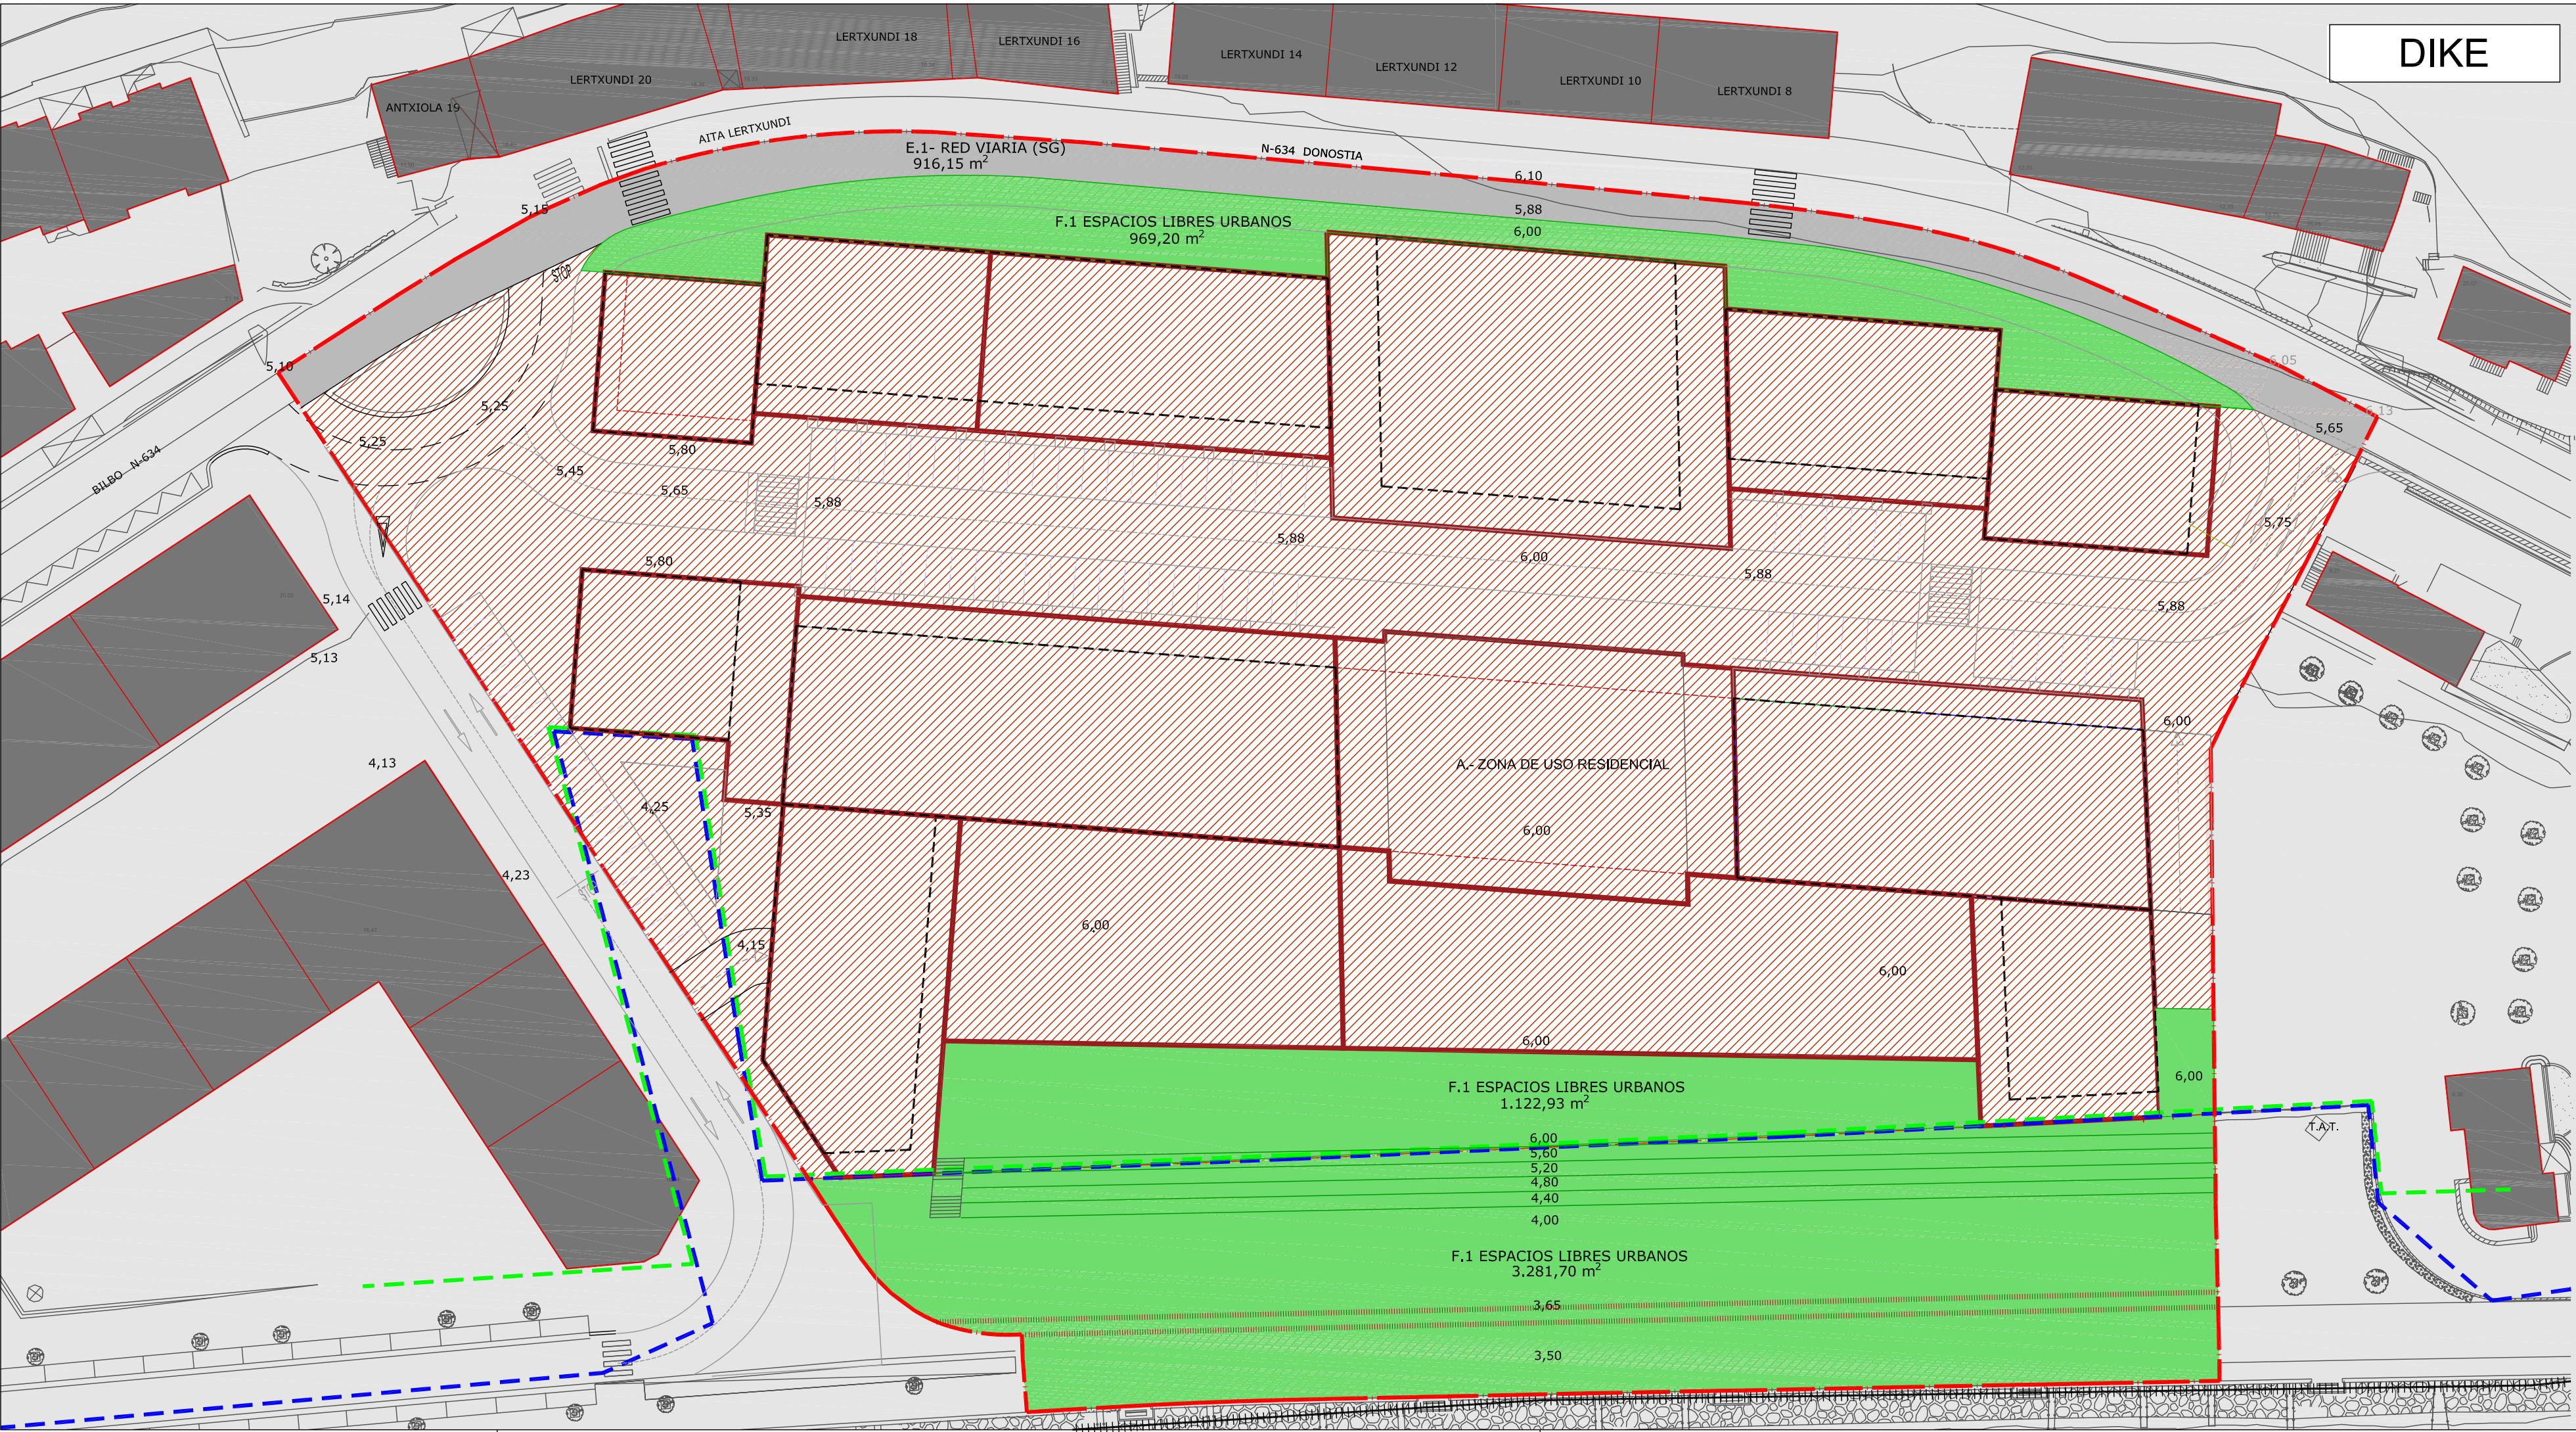 DIKE
LERTXUNDI 18
LERTXUNDI 16
LERTXUNDI 14
LERTXUNDI 12
LERTXUNDI 20
LERTXUNDI 10
LERTXUNDI 8
ANTXIOLA 19
AITA LERTXUNDI
E.1- RED VIARIA (SG)
916,15 m²
N-634 DONOSTIA
6,10
5,15
5,88
F.1 ESPACIOS LIBRES URBANOS
969,20 m²
6,00
STOP
5,10
6,05
6,13
5,25
5,25
5,65
5,80
BILBO N-634
5,45
5,65
5,88
5,75
5,88
6,00
5,80
5,88
5,14
5,88
5,13
6,00
4,13
A.- ZONA DE USO RESIDENCIAL
4,25
5,35
6,00
4,23
STOP
6,00
4,15
6,00
6,00
6,00
F.1 ESPACIOS LIBRES URBANOS
1.122,93 m²
T.A.T.
6,00
5,60
5,20
4,80
4,40
4,00
F.1 ESPACIOS LIBRES URBANOS
3.281,70 m²
3,65
3,50